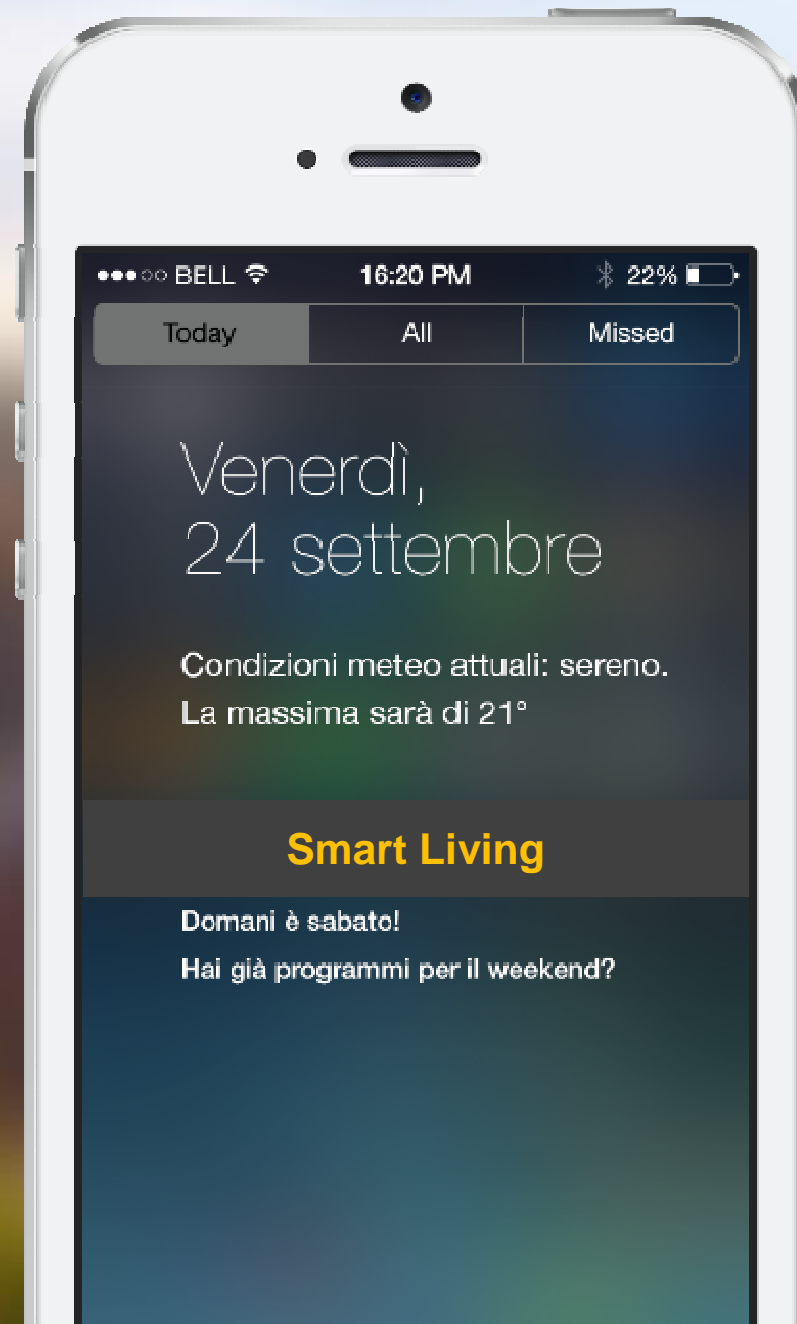 BELL 16:20 PM 22%
Today All Missed
Venerdì,
24 settembre
Condizioni meteo attuali: sereno.
La massima sarà di 21°
Smart Living
Domani è sabato!
Hai già programmi per il weekend?